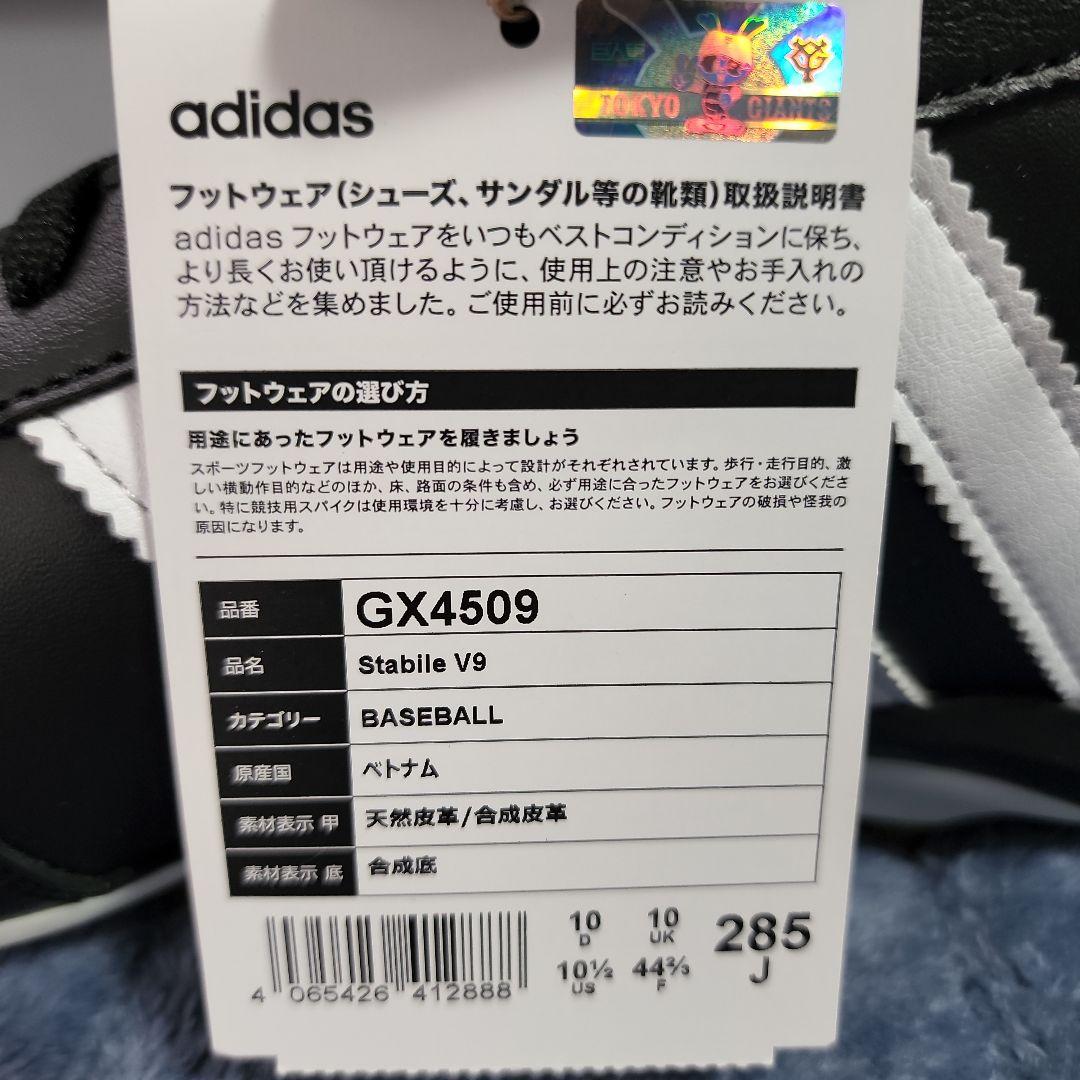 TOKYO GIANTS
adidas
フットウェア(シューズ、サンダル等の靴類)取扱説明書
adidas フットウェアをいつもベストコンディションに保ち、
より長くお使い頂けるように、使用上の注意やお手入れの
方法などを集めました。ご使用前に必ずお読みください。
フットウェアの選び方
用途にあったフットウェアを履きましょう
スポーツフットウェアは用途や使用目的によって設計がそれぞれされています。歩行・走行目的、激
しい横動作目的などのほか、床、路面の条件も含め、必ず用途に合ったフットウェアをお選びくださ
い。特に競技用スパイクは使用環境を十分に考慮し、お選びください。フットウェアの破損や怪我の
原因になります。
品番 GX4509
品名 Stabile V9
カテゴリー BASEBALL
原産国 ベトナム
素材表示 甲 天然皮革/合成皮革
素材表示 底 合成底
10 10 285
D UK J
10½ 44⅔
US F
4 065426 412888